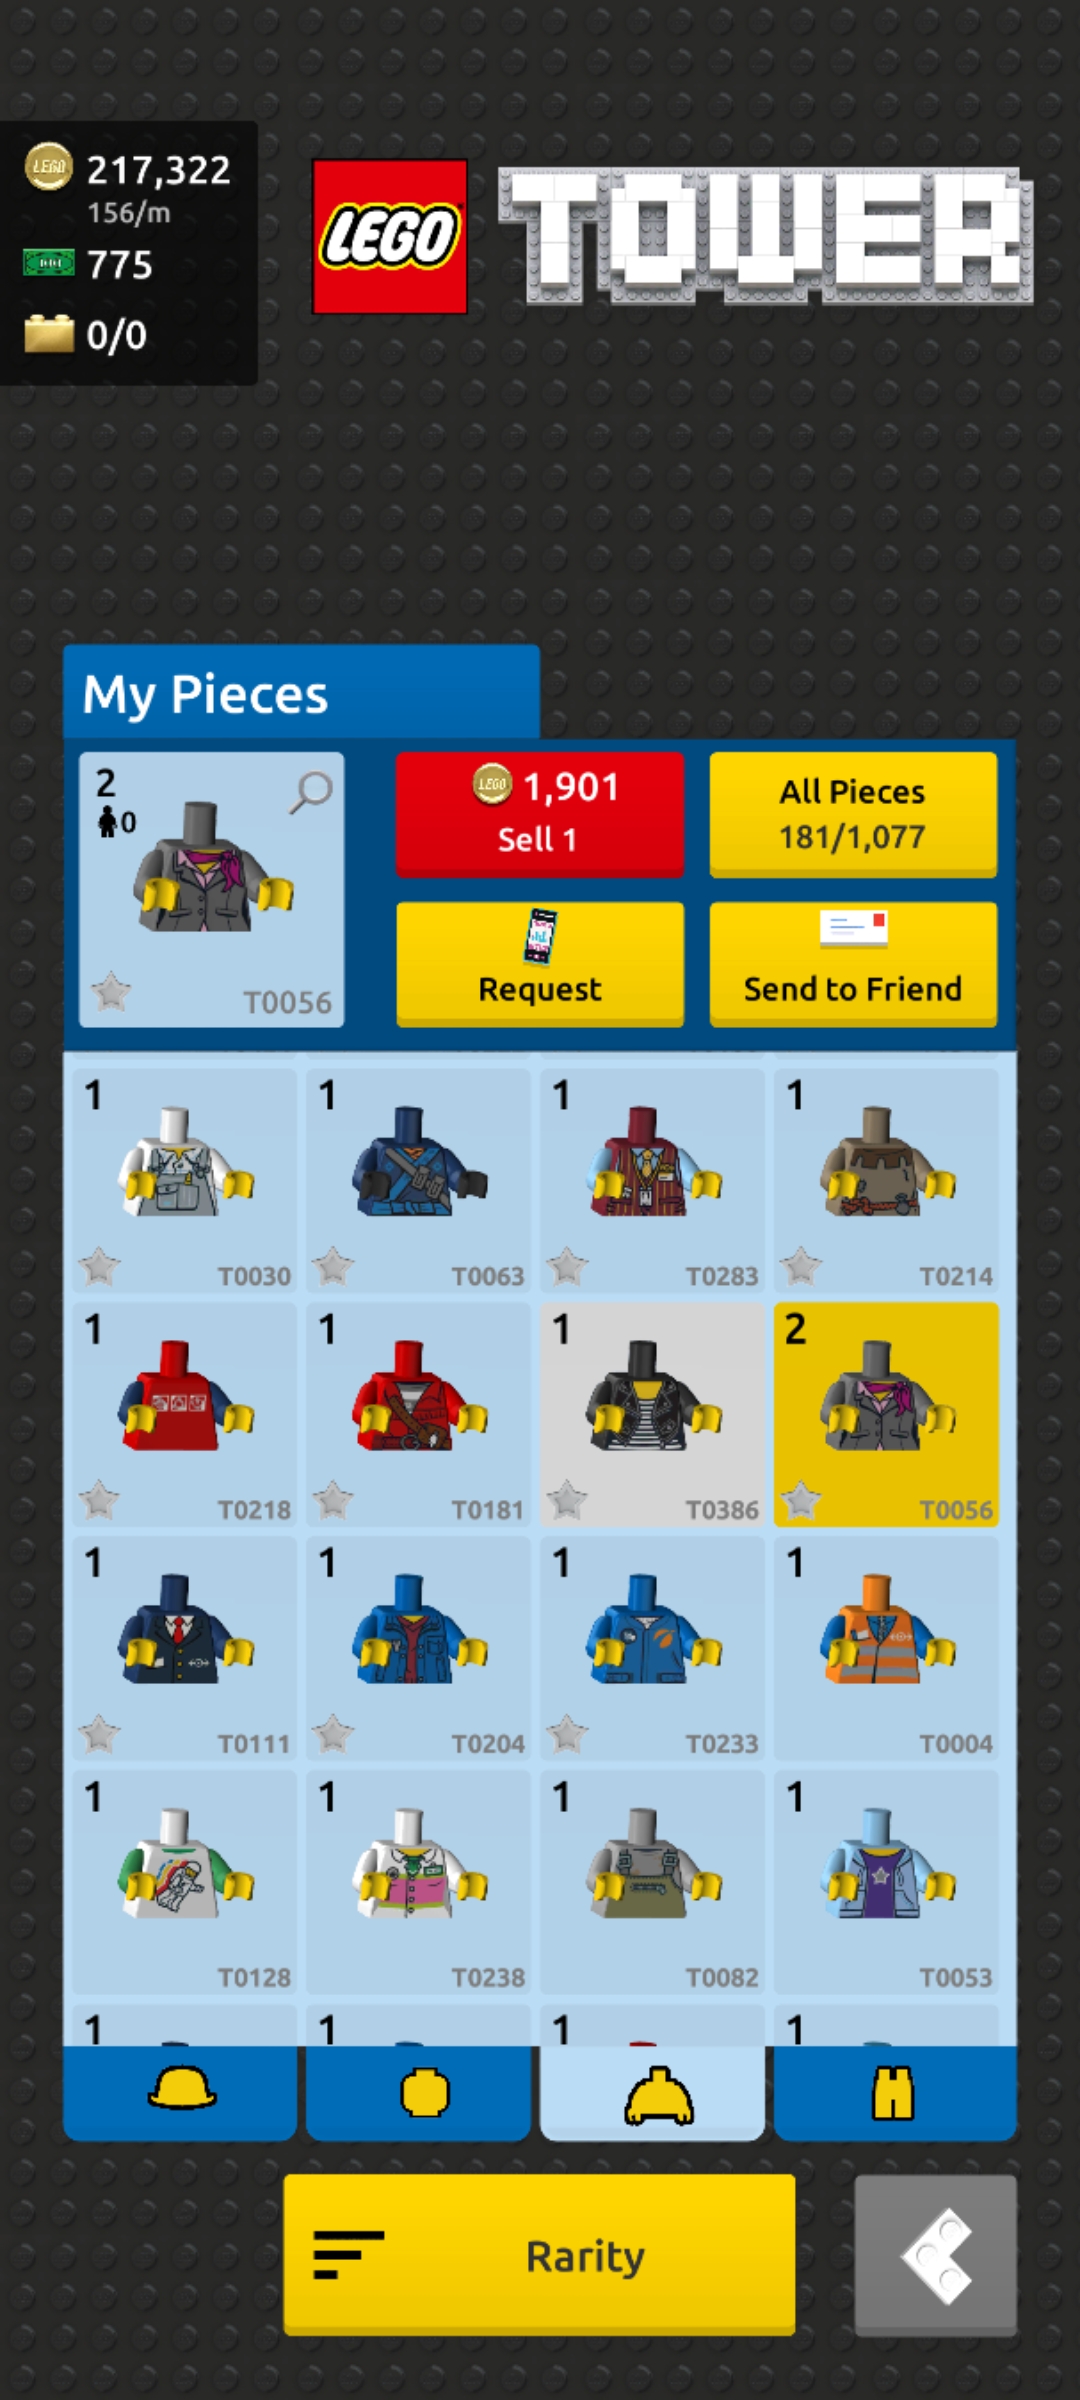 LEGO 217,322
156/m
775
0/0
LEGO TOWER
My Pieces
2
0
T0056
LEGO 1,901
Sell 1
All Pieces
181/1,077
Request
Send to Friend
1 1 1 1
T0030 T0063 T0283 T0214
1 1 1 2
T0218 T0181 T0386 T0056
1 1 1 1
T0111 T0204 T0233 T0004
1 1 1 1
T0128 T0238 T0082 T0053
1 1 1 1
Rarity